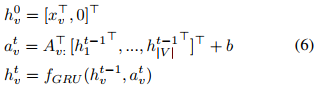 h_v^0 = [x_v^⊤, 0]^⊤
a_v^t = A_{v:}^⊤ [h_1^{t-1⊤}, ..., h_{|V|}^{t-1⊤}]^⊤ + b (6)
h_v^t = f_{GRU}(h_v^{t-1}, a_v^t)